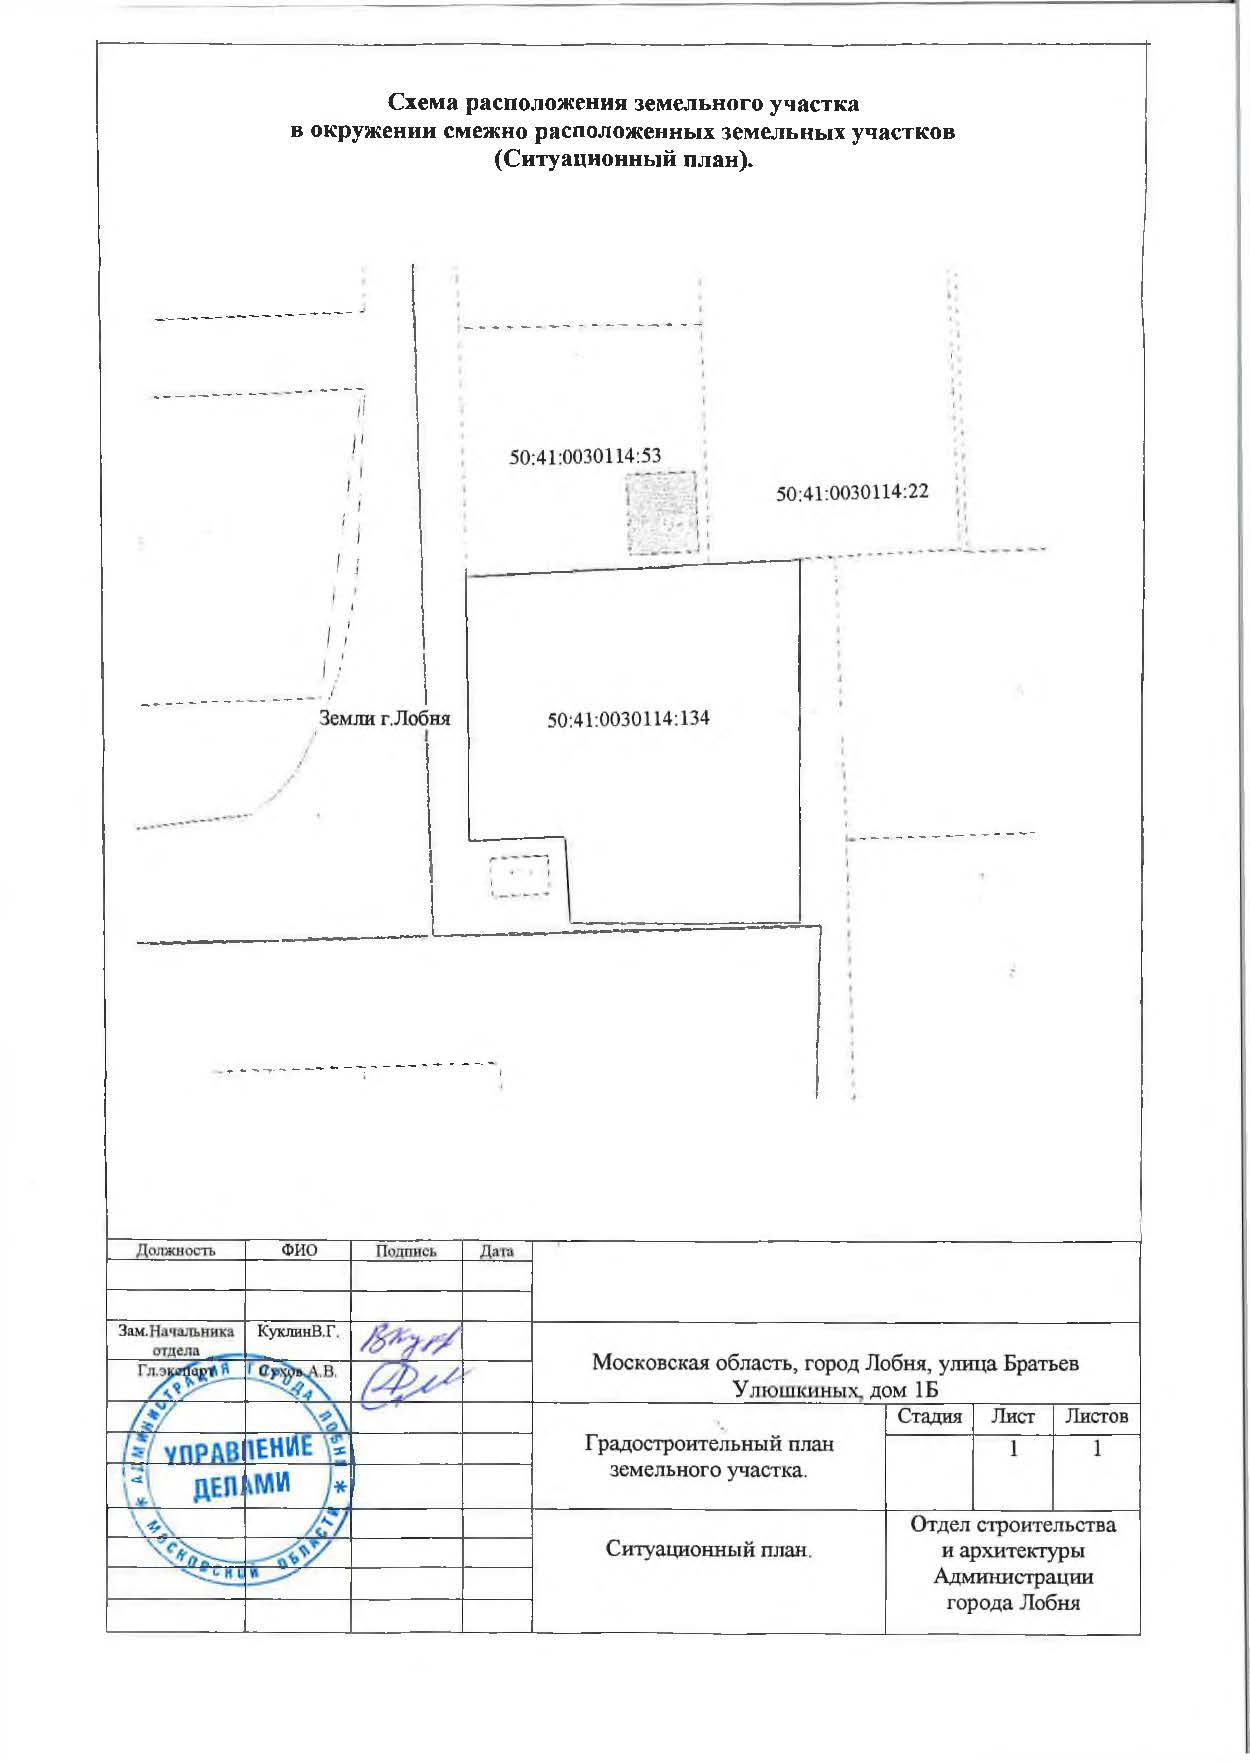 Схема расположения земельного участка
в окружении смежно расположенных земельных участков
(Ситуационный план).
50:41:0030114:53
50:41:0030114:22
Земли г.Лобня
50:41:0030114:134
Должность ФИО Подпись Дата
Зам.Начальника
отдела
КуклинВ.Г.
Гл.эксперт Сухов А.В.
Московская область, город Лобня, улица Братьев
Улюшкиных, дом 1Б
Градостроительный план
земельного участка.
Стадия Лист Листов
1 1
Ситуационный план.
Отдел строительства
и архитектуры
Администрации
города Лобня
АДМИНИСТРАЦИЯ ГОРОДА ЛОБНЯ
* МОСКОВСКОЙ ОБЛАСТИ *
УПРАВЛЕНИЕ
ДЕЛАМИ